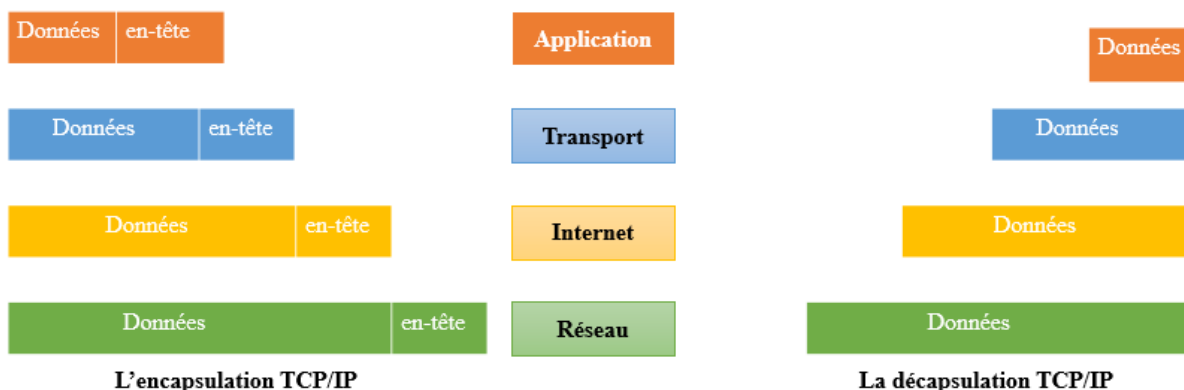 Données en-tête Application Données
Données en-tête Transport Données
Données en-tête Internet Données
Données en-tête Réseau Données
L'encapsulation TCP/IP La décapsulation TCP/IP